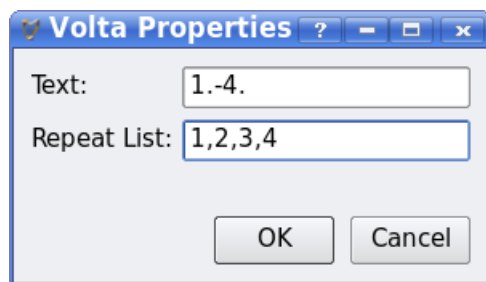 Volta Properties ?
Text: 1.-4.
Repeat List: 1,2,3,4
OK Cancel